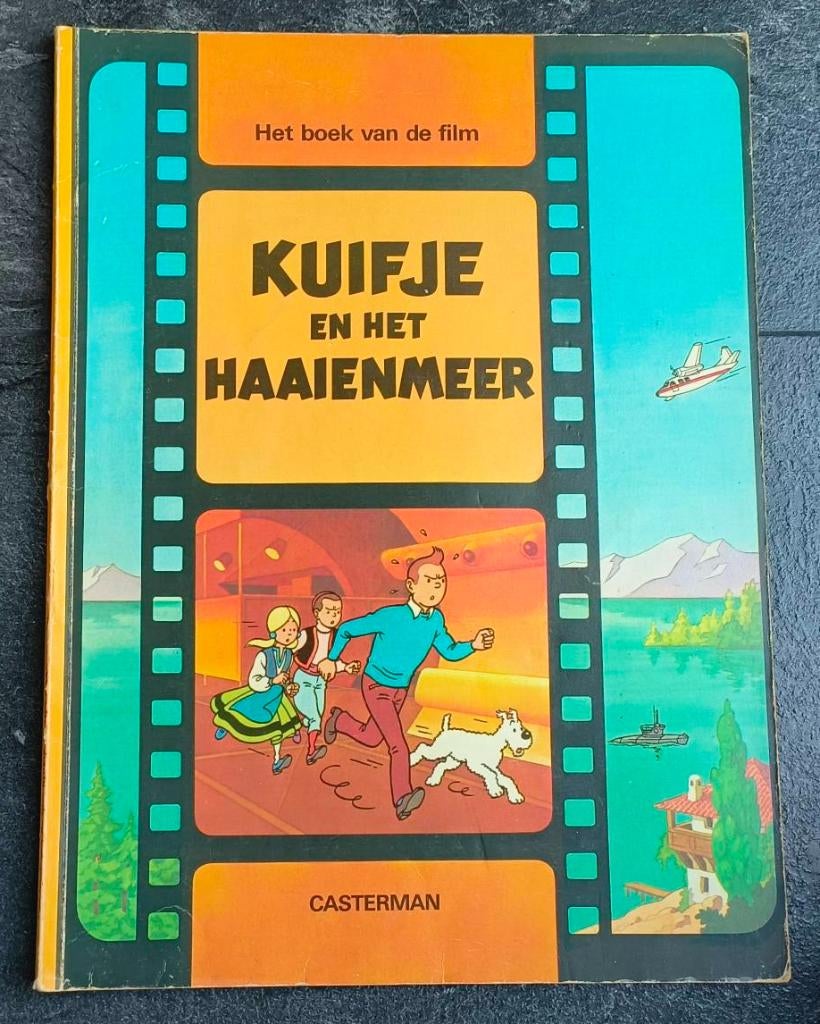 Het boek van de film
KUIFJE
EN HET
HAAIENMEER
CASTERMAN